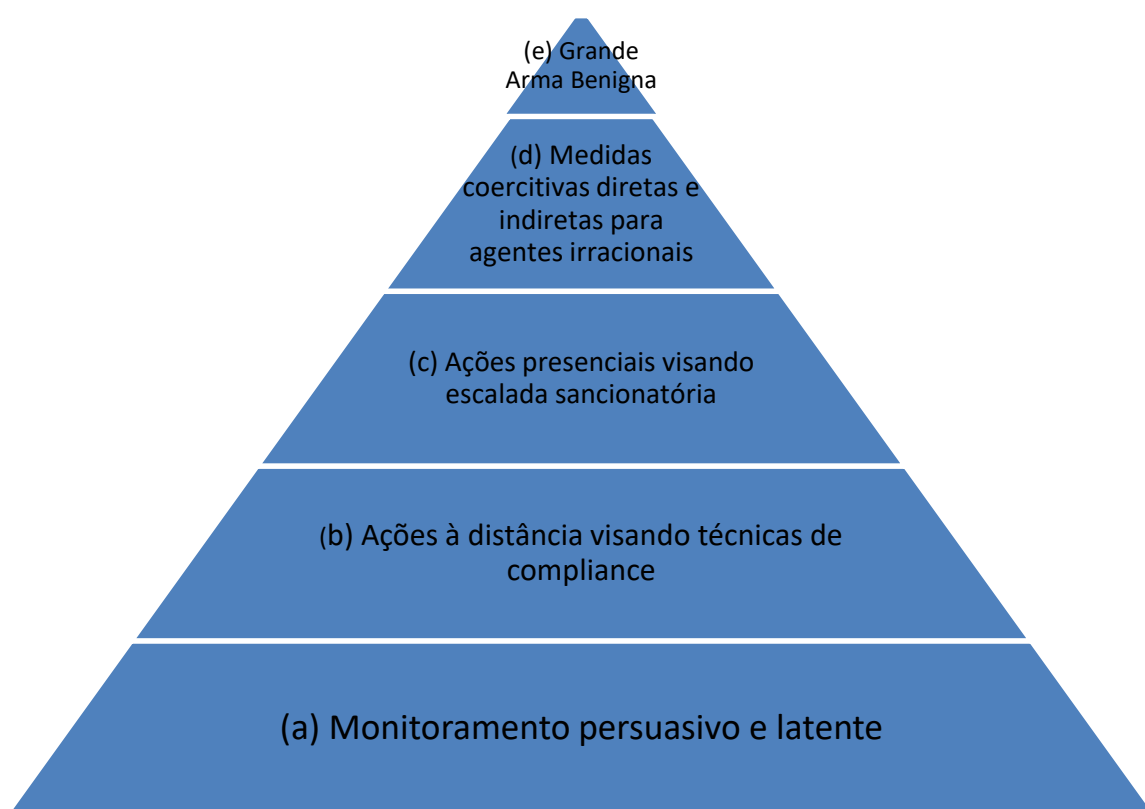 (e) Grande
Arma Benigna
(d) Medidas
coercitivas diretas e
indiretas para
agentes irracionais
(c) Ações presenciais visando
escalada sancionatória
(b) Ações à distância visando técnicas de
compliance
(a) Monitoramento persuasivo e latente